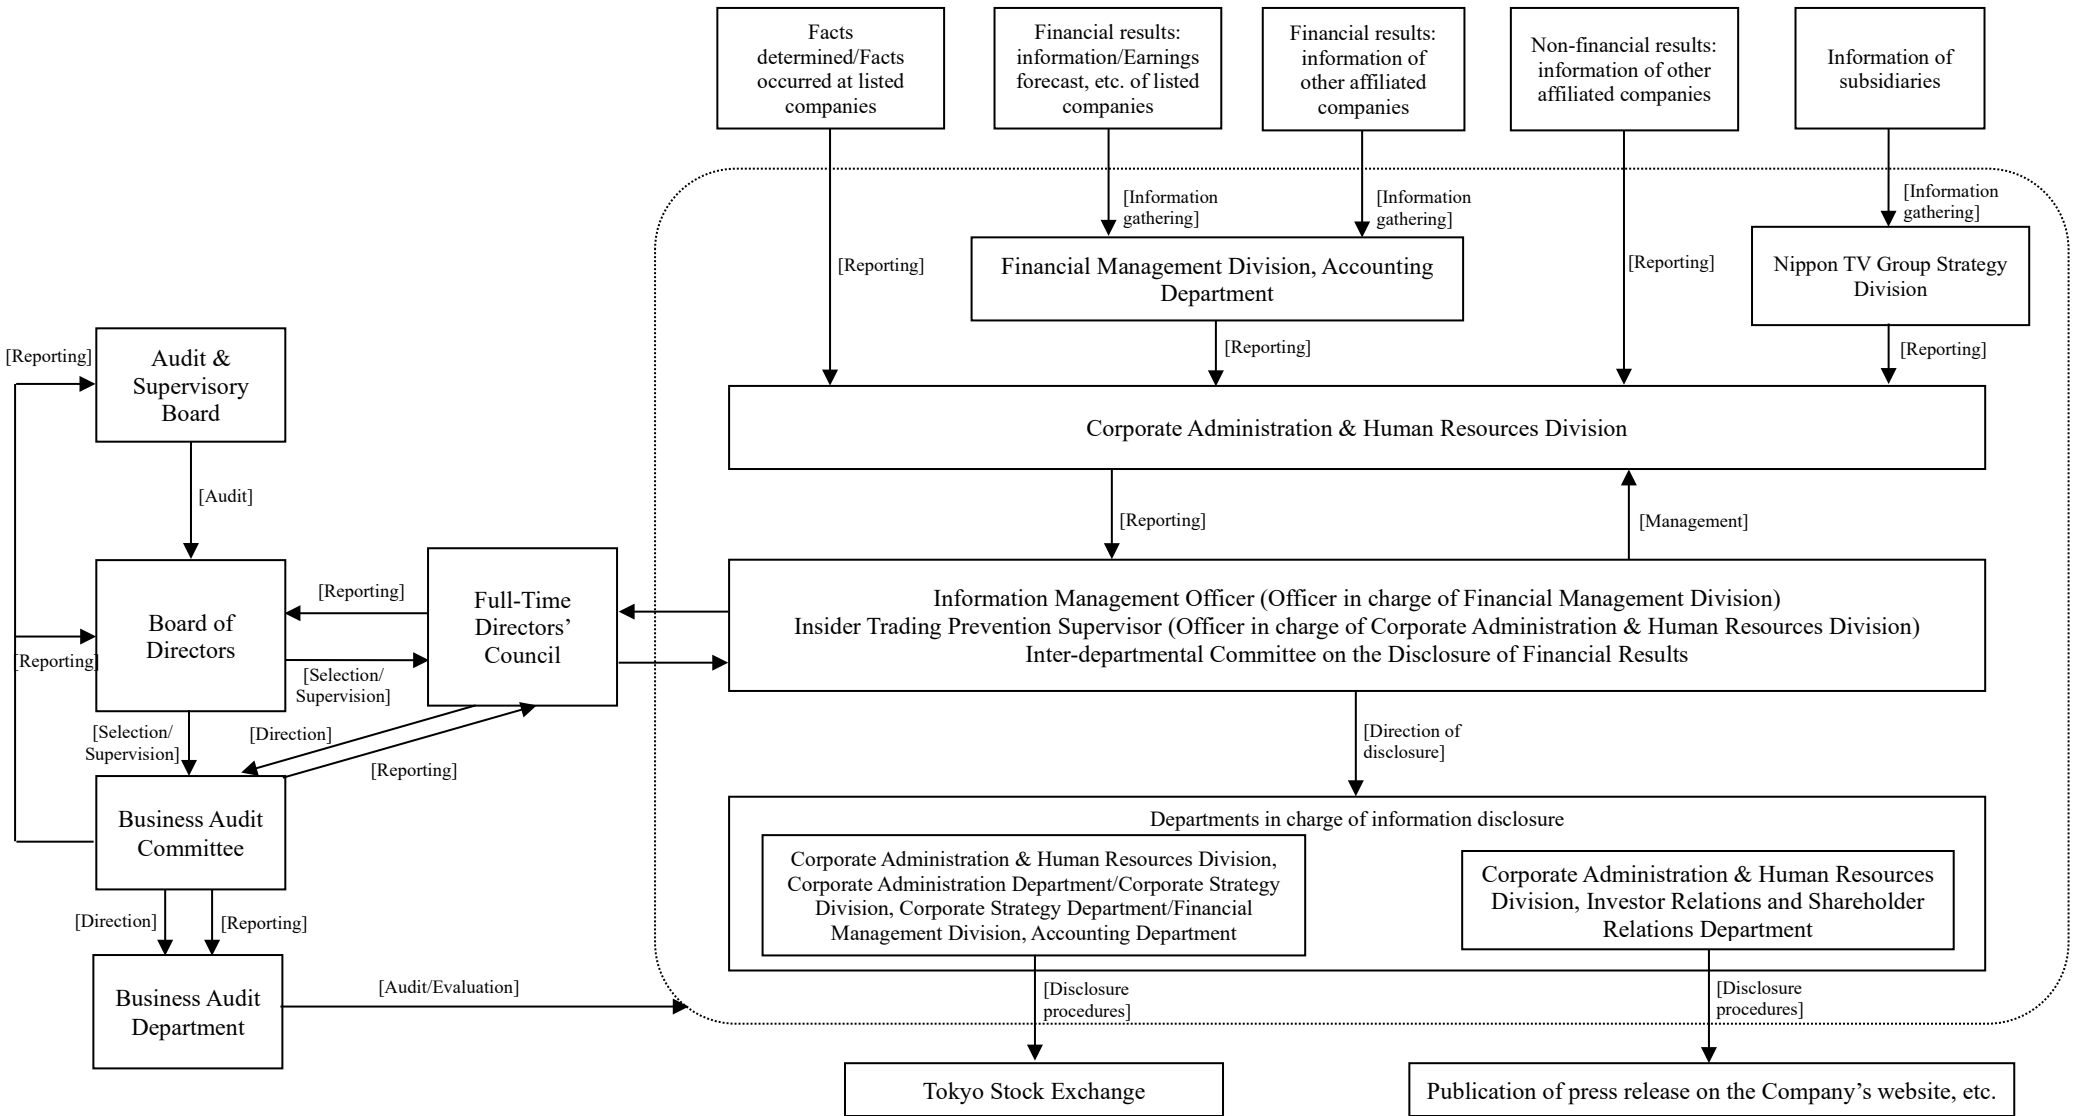 Facts
determined/Facts
occurred at listed
companies
Financial results:
information/Earnings
forecast, etc. of listed
companies
Financial results:
information of
other affiliated
companies
Non-financial results:
information of other
affiliated companies
Information of
subsidiaries
[Information
gathering]
[Information
gathering]
[Information
gathering]
[Reporting]
Financial Management Division, Accounting
Department
[Reporting]
Nippon TV Group Strategy
Division
[Reporting]
[Reporting]
[Reporting]
Audit &
Supervisory
Board
Corporate Administration & Human Resources Division
[Audit]
[Reporting]
[Management]
Board of
Directors
[Reporting]
[Reporting]
[Selection/
Supervision]
Full-Time
Directors’
Council
Information Management Officer (Officer in charge of Financial Management Division)
Insider Trading Prevention Supervisor (Officer in charge of Corporate Administration & Human Resources Division)
Inter-departmental Committee on the Disclosure of Financial Results
[Selection/
Supervision]
[Direction]
[Reporting]
[Direction of
disclosure]
Business Audit
Committee
Departments in charge of information disclosure
Corporate Administration & Human Resources Division,
Corporate Administration Department/Corporate Strategy
Division, Corporate Strategy Department/Financial
Management Division, Accounting Department
Corporate Administration & Human Resources
Division, Investor Relations and Shareholder
Relations Department
[Direction]
[Reporting]
Business Audit
Department
[Audit/Evaluation]
[Disclosure
procedures]
[Disclosure
procedures]
Tokyo Stock Exchange
Publication of press release on the Company’s website, etc.